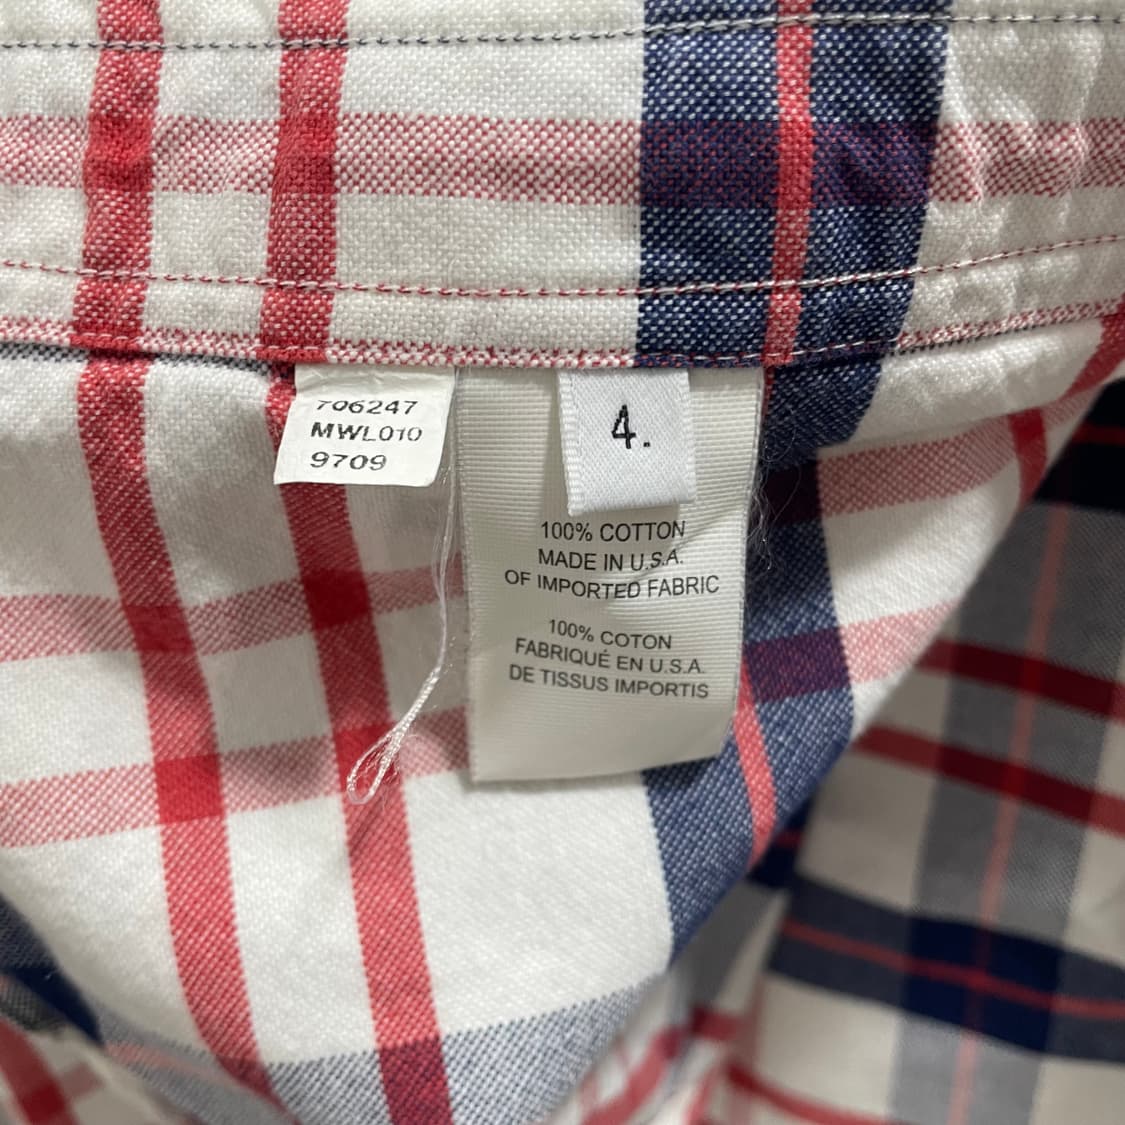 706247
MWL010
9709
4.
100% COTTON
MADE IN U.S.A.
OF IMPORTED FABRIC
100% COTON
FABRIQUÉ EN U.S.A.
DE TISSUS IMPORTIS